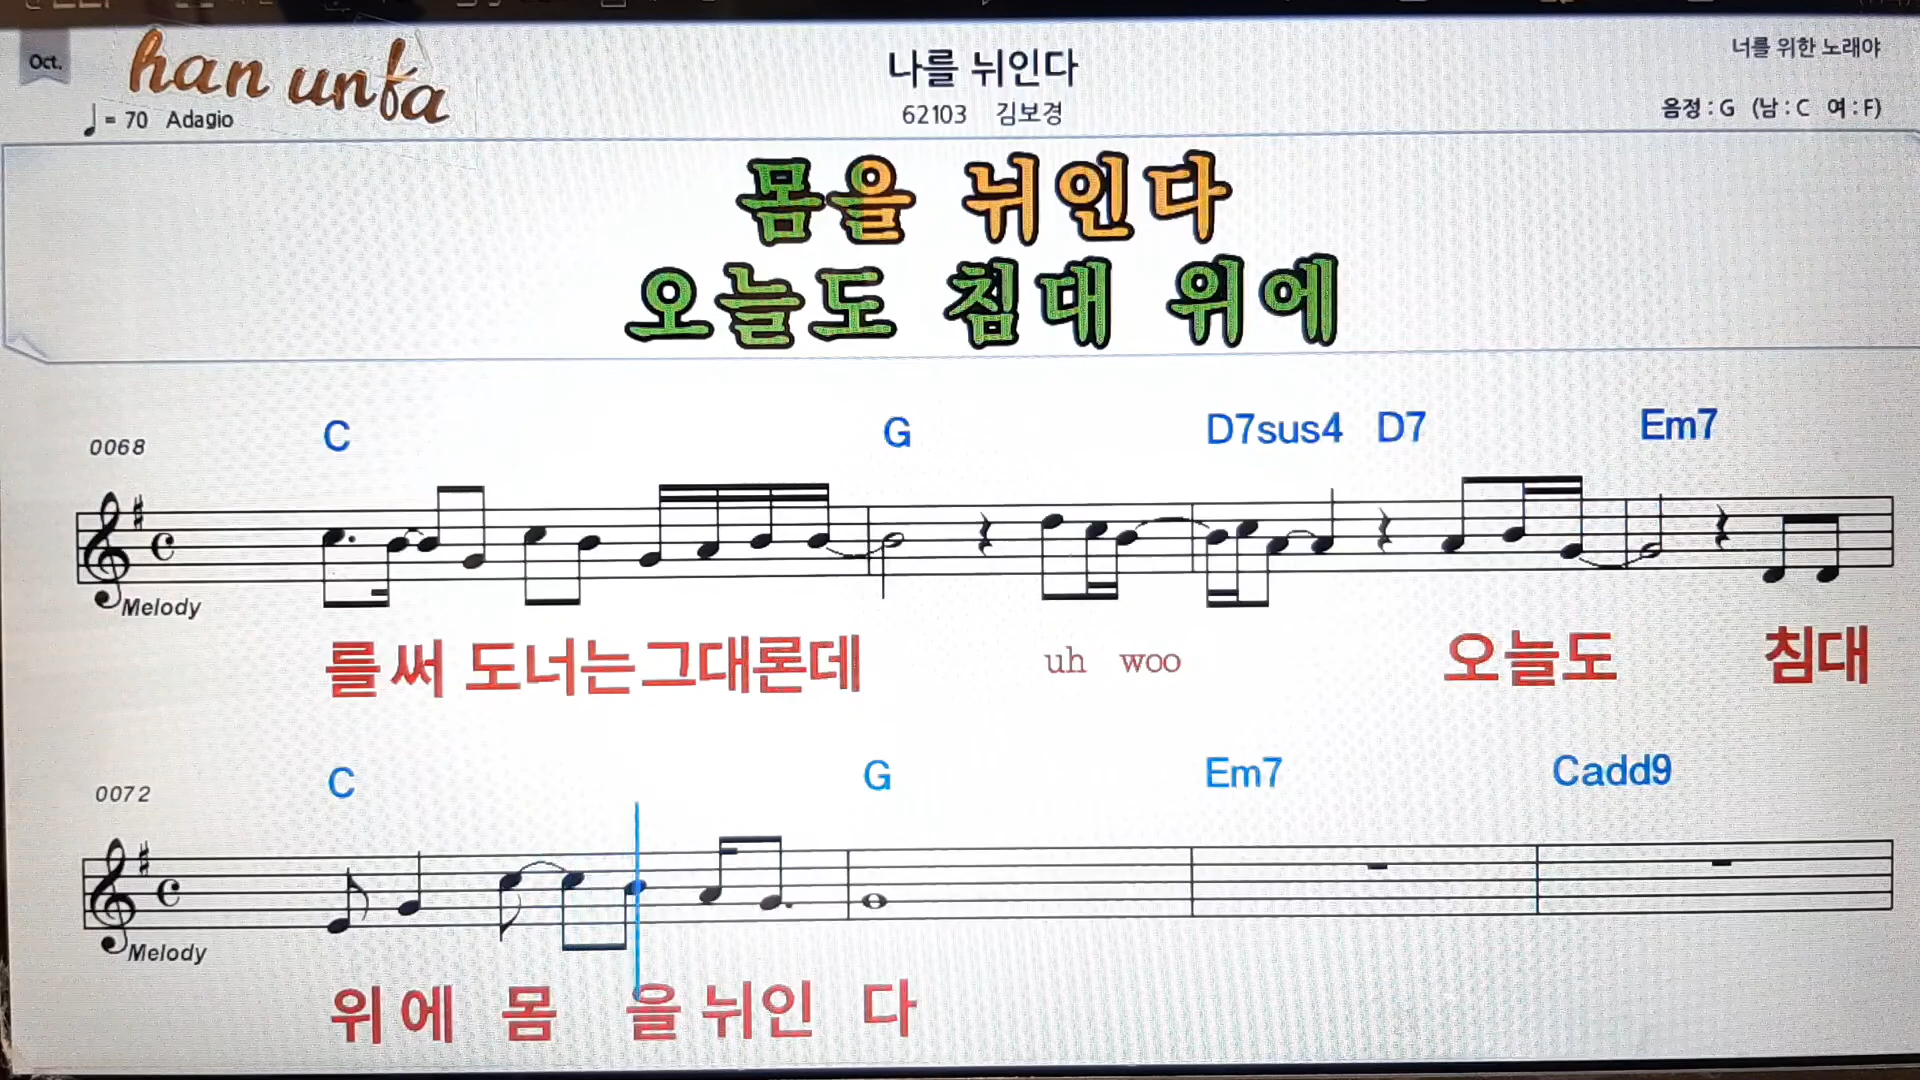 Oct.
han unfa
나를 뉘인다
너를 위한 노래야
62103 김보경
= 70 Adagio
음정 : G (남 : C 여 : F)
몸을 뉘인다
오늘도 침대 위에
C G D7sus4 D7 Em7
0068
Melody
를써 도너는그대론데 uh woo 오늘도 침대
C G Em7 Cadd9
0072
Melody
위에 몸 을뉘인 다